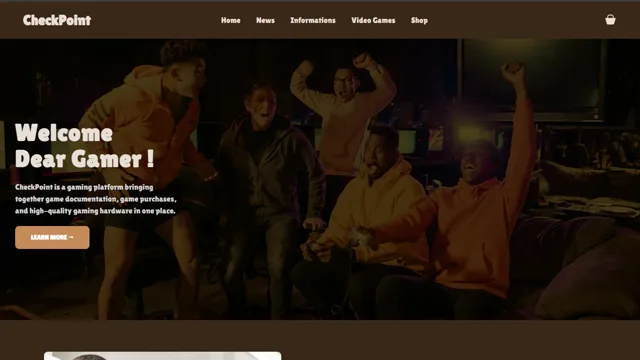 CheckPoint
Home News Informations Video Games Shop
Welcome
Dear Gamer !
CheckPoint is a gaming platform bringing
together game documentation, game purchases,
and high-quality gaming hardware in one place.
LEARN MORE →